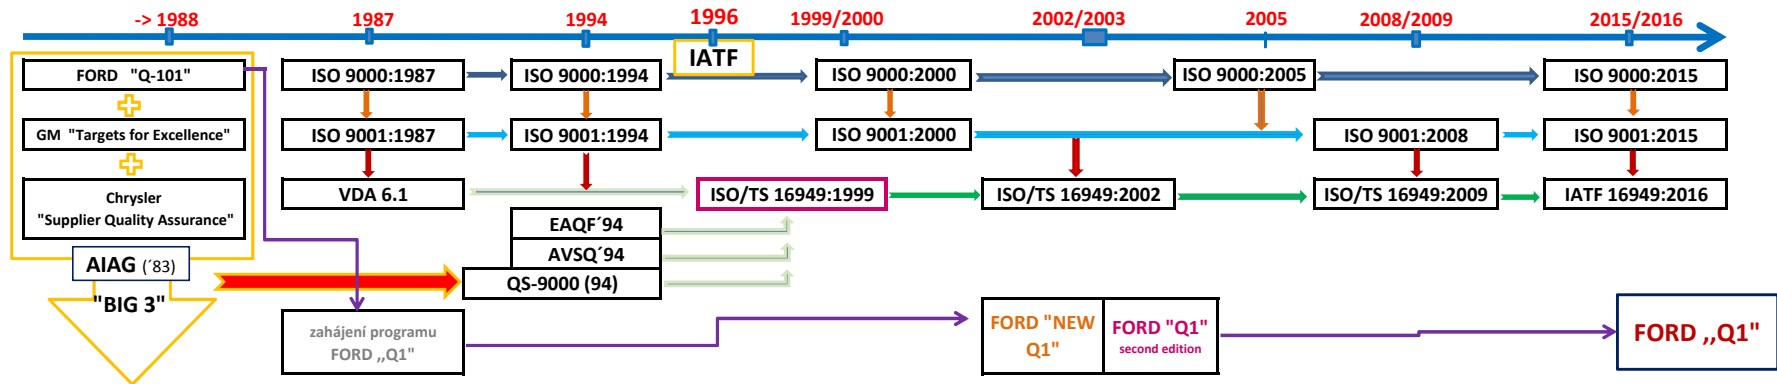 -> 1988
1987
1994
1996
1999/2000
2002/2003
2005
2008/2009
2015/2016
IATF
FORD "Q-101"
ISO 9000:1987
ISO 9000:1994
ISO 9000:2000
ISO 9000:2005
ISO 9000:2015
GM "Targets for Excellence"
ISO 9001:1987
ISO 9001:1994
ISO 9001:2000
ISO 9001:2008
ISO 9001:2015
Chrysler
"Supplier Quality Assurance"
VDA 6.1
ISO/TS 16949:1999
ISO/TS 16949:2002
ISO/TS 16949:2009
IATF 16949:2016
EAQF´94
AVSQ´94
QS-9000 (94)
AIAG (´83)
"BIG 3"
zahájení programu
FORD ,,Q1"
FORD "NEW
Q1"
FORD "Q1"
second edition
FORD ,,Q1"